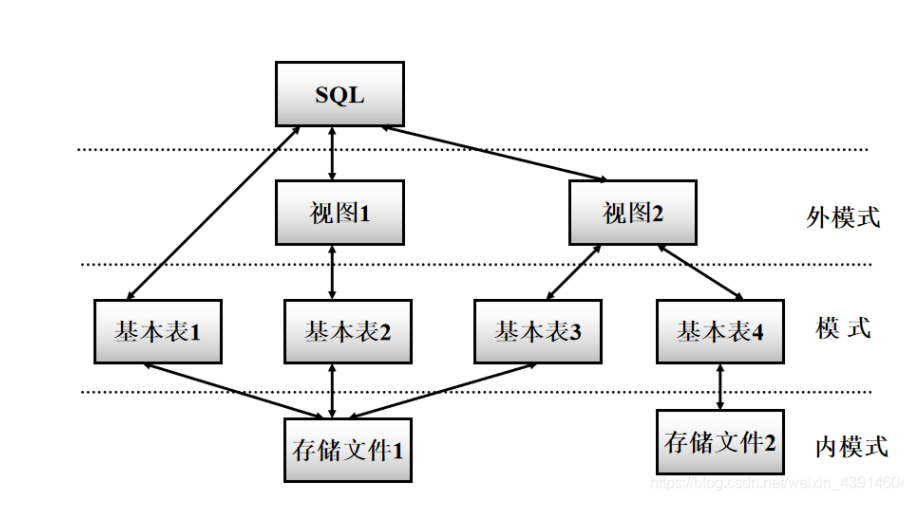 SQL
视图1
视图2
外模式
基本表1
基本表2
基本表3
基本表4
模 式
存储文件1
存储文件2
内模式
https://blog.csdn.net/weixin_43914604